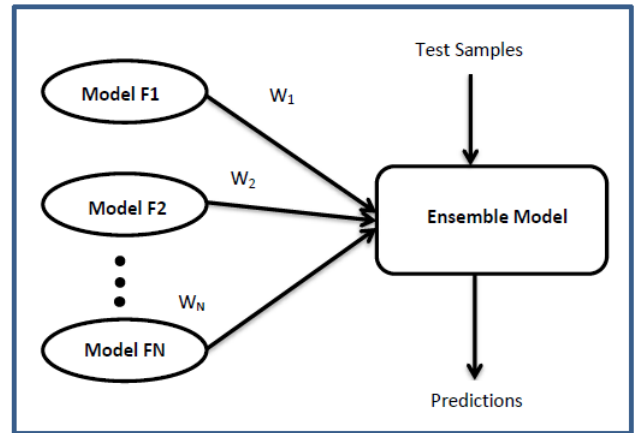 Test Samples
Model F1
W₁
W₂
Model F2
Ensemble Model
Wₙ
Model FN
Predictions